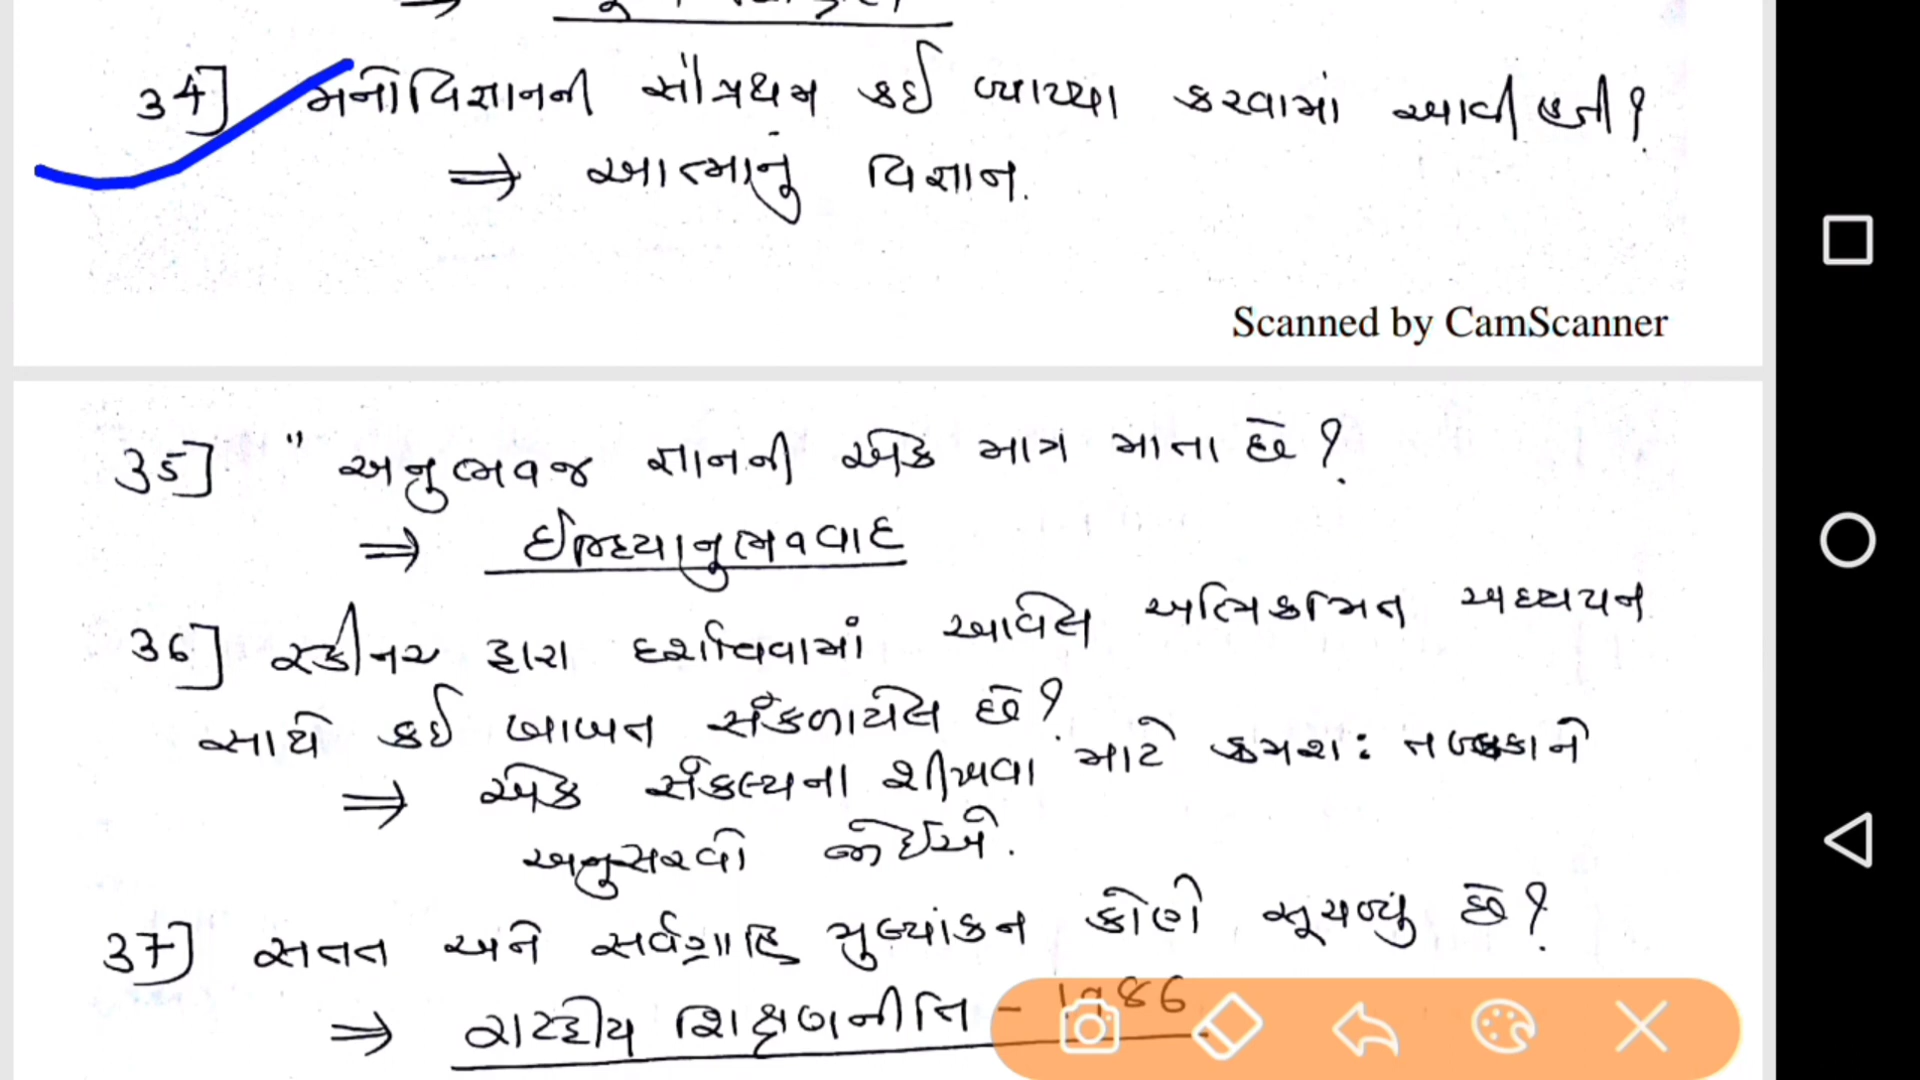 34] મનોવિજ્ઞાનની સૌપ્રથમ કઈ વ્યાખ્યા કરવામાં આવી હતી?
⇒ આત્માનું વિજ્ઞાન.
Scanned by CamScanner
35] " અનુભવજ જ્ઞાનની એક માત્ર માતા છે?
⇒ ઈન્દ્રિયાનુભવવાદ
36] સ્કીનર દ્વારા દર્શાવવામાં આવેલ અભિક્રમિત અધ્યયન
સાથે કઈ બાબત સંકળાયેલ છે?
⇒ એક સંકલ્પના શીખવા માટે ક્રમશઃ તબક્કાને
અનુસરવો જોઈએ.
37] સતત અને સર્વગ્રાહિ મુલ્યાંકન કોણે સૂચવ્યું છે?
⇒ રાષ્ટ્રીય શિક્ષણનીતિ - 1986